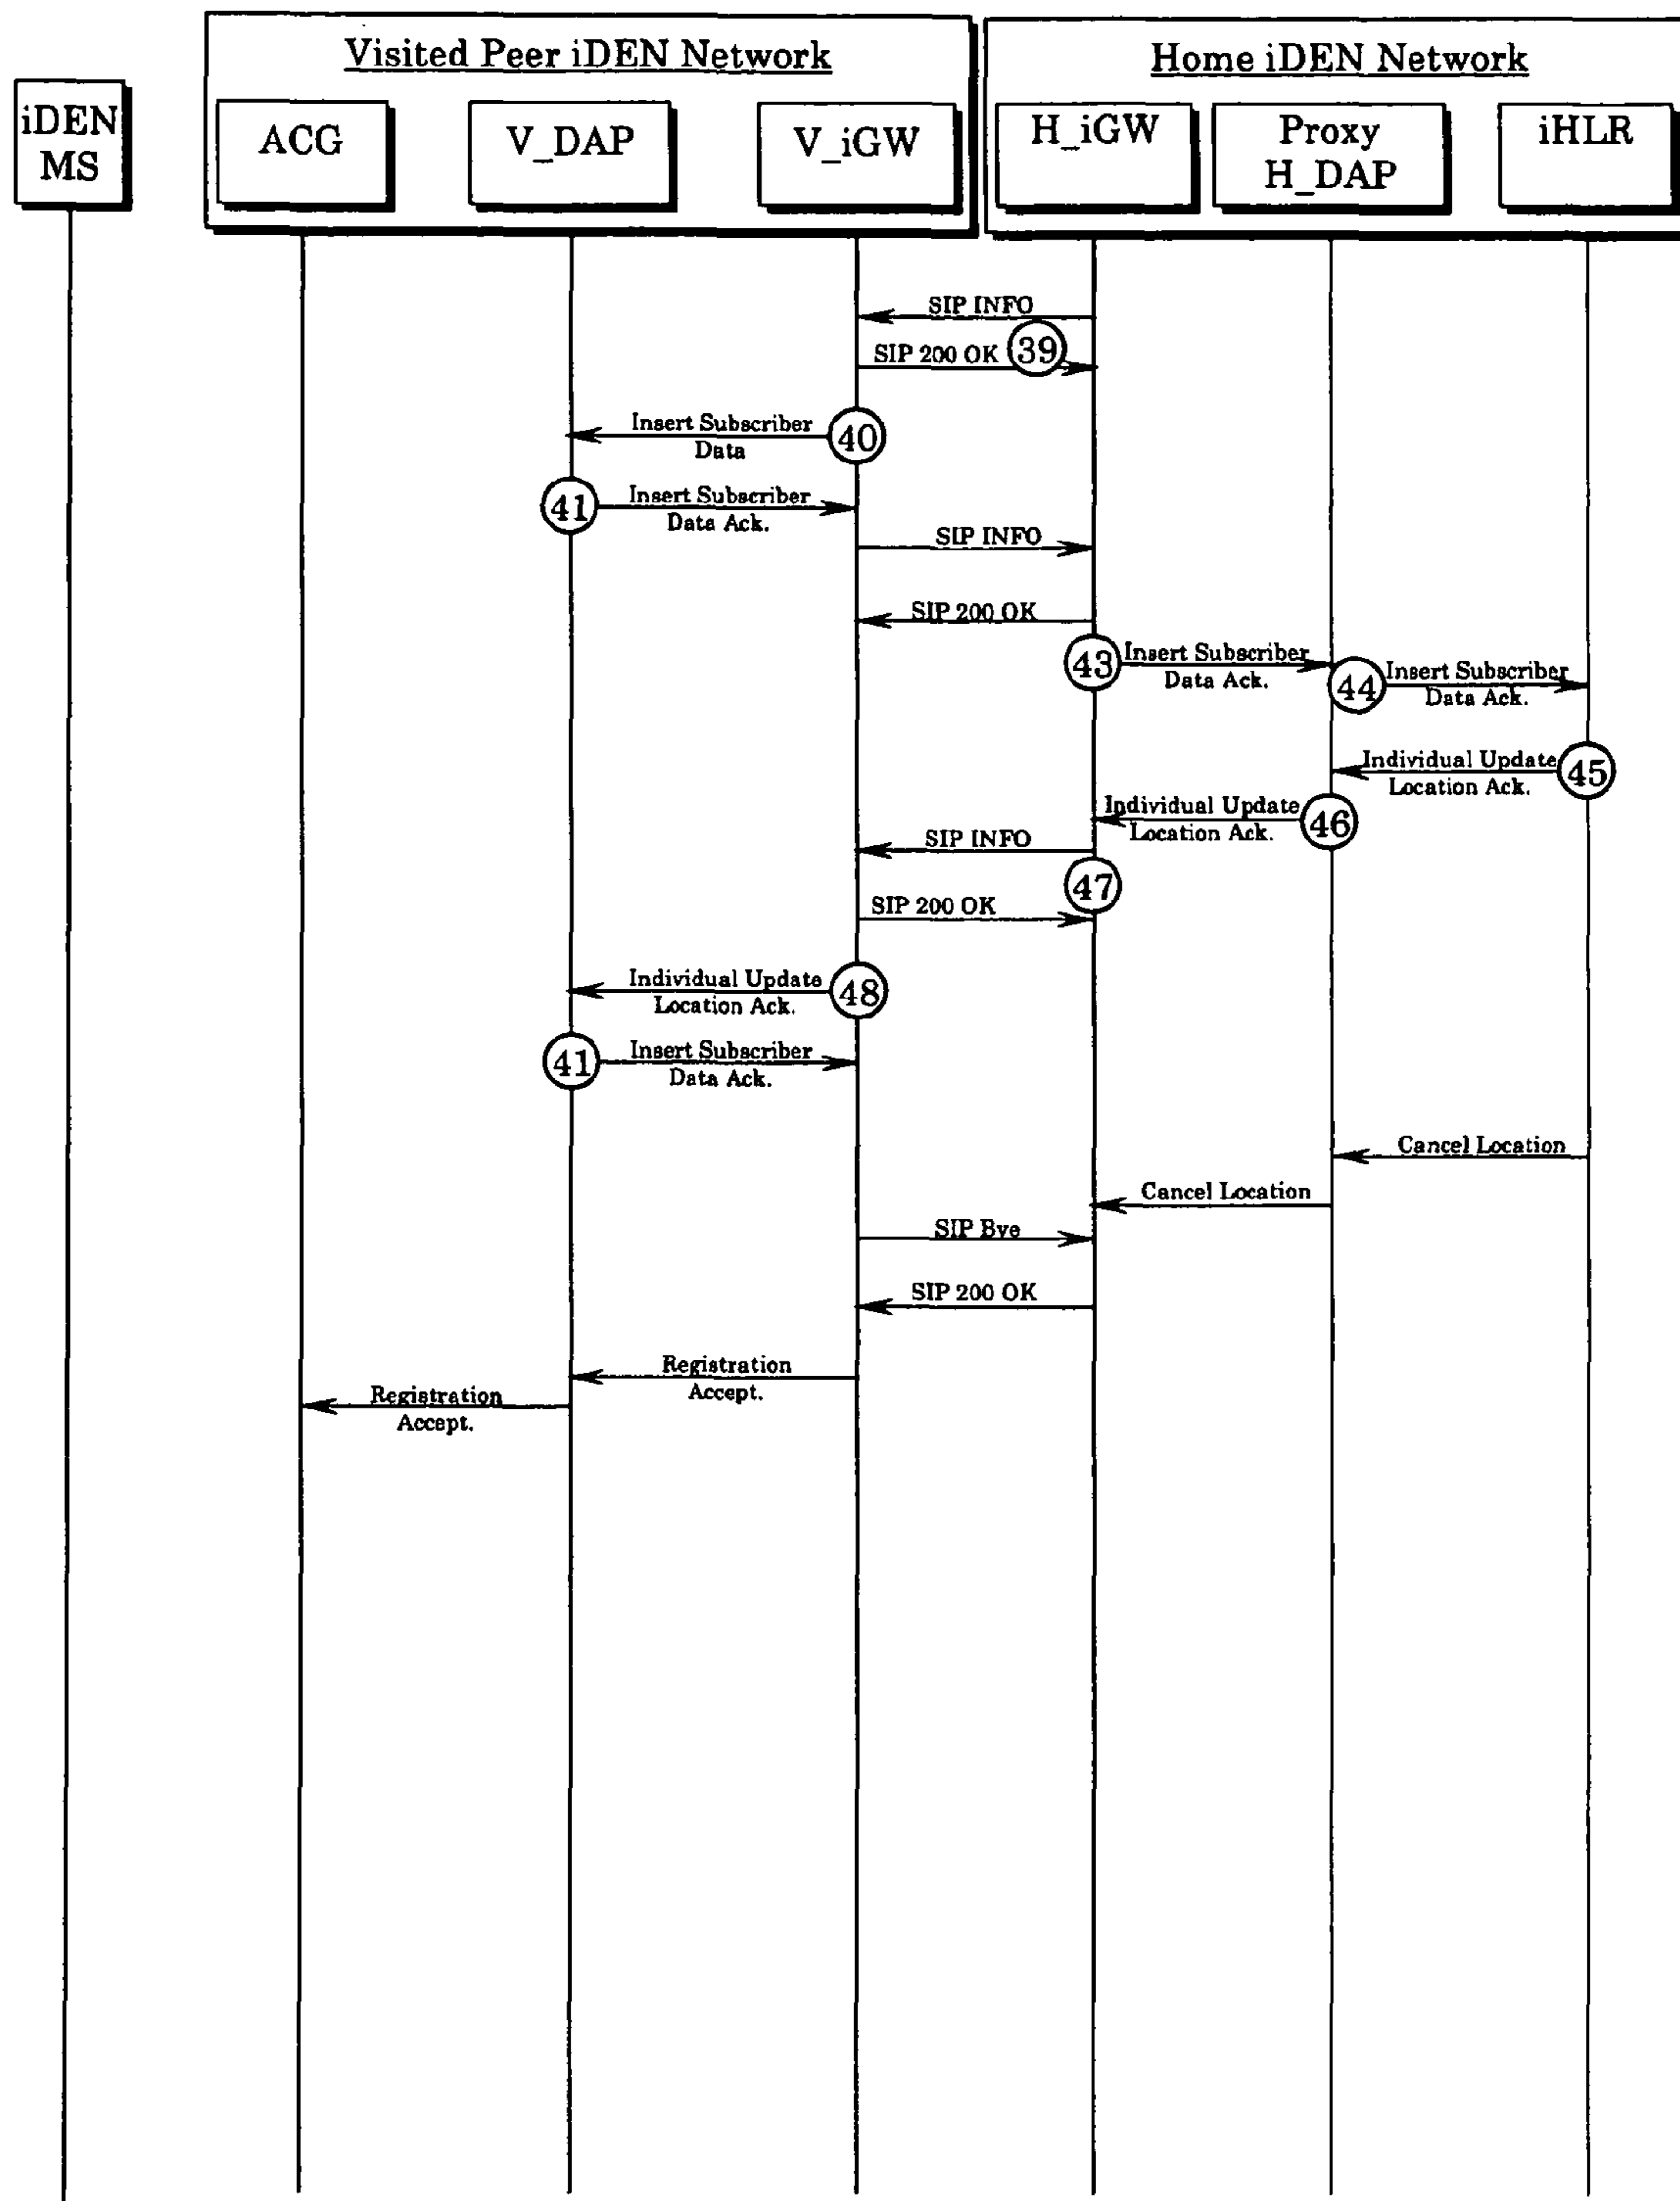 Visited Peer iDEN Network
Home iDEN Network
iDEN
MS
ACG
V_DAP
V_iGW
H_iGW
Proxy
H_DAP
iHLR
SIP INFO
SIP 200 OK
39
Insert Subscriber
Data
40
41
Insert Subscriber
Data Ack.
SIP INFO
SIP 200 OK
43
Insert Subscriber
Data Ack.
44
Insert Subscriber
Data Ack.
Individual Update
Location Ack.
45
Individual Update
Location Ack.
46
SIP INFO
47
SIP 200 OK
Individual Update
Location Ack.
48
41
Insert Subscriber
Data Ack.
Cancel Location
Cancel Location
SIP Bye
SIP 200 OK
Registration
Accept.
Registration
Accept.